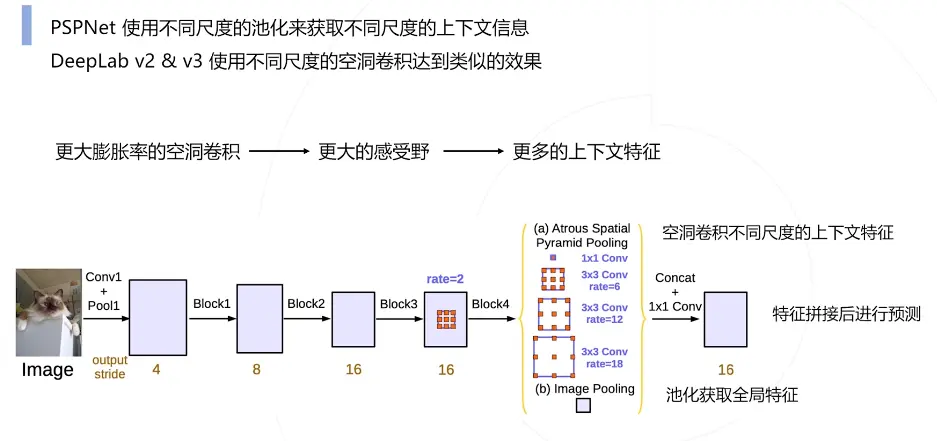 PSPNet 使用不同尺度的池化来获取不同尺度的上下文信息
DeepLab v2 & v3 使用不同尺度的空洞卷积达到类似的效果
更大膨胀率的空洞卷积
更大的感受野
更多的上下文特征
Image
Conv1
+
Pool1
output
stride
4
Block1
8
Block2
16
Block3
rate=2
16
Block4
(a) Atrous Spatial
Pyramid Pooling
1x1 Conv
3x3 Conv
rate=6
3x3 Conv
rate=12
3x3 Conv
rate=18
(b) Image Pooling
空洞卷积不同尺度的上下文特征
Concat
+
1x1 Conv
16
特征拼接后进行预测
池化获取全局特征